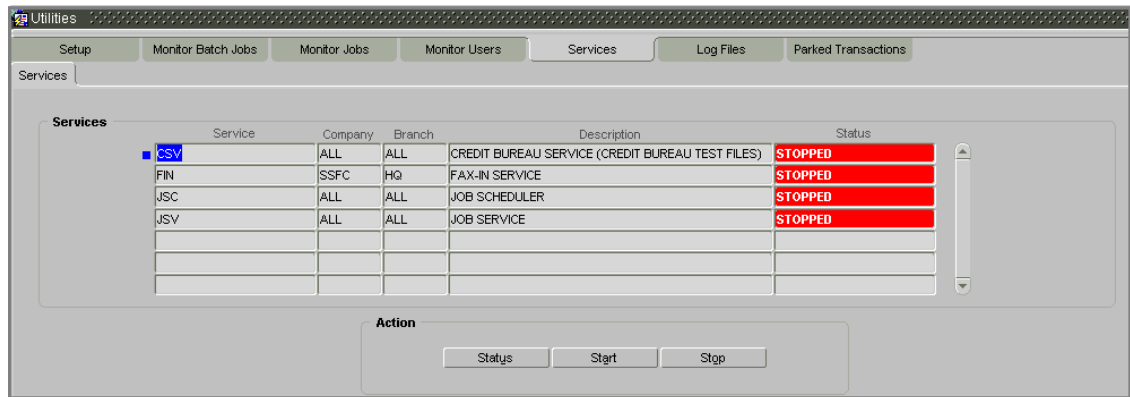 Utilities
Setup Monitor Batch Jobs Monitor Jobs Monitor Users Services Log Files Parked Transactions
Services
Services
Service Company Branch Description Status
CSV ALL ALL CREDIT BUREAU SERVICE (CREDIT BUREAU TEST FILES) STOPPED
FIN SSFC HQ FAX-IN SERVICE STOPPED
JSC ALL ALL JOB SCHEDULER STOPPED
JSV ALL ALL JOB SERVICE STOPPED
Action
Status Start Stop